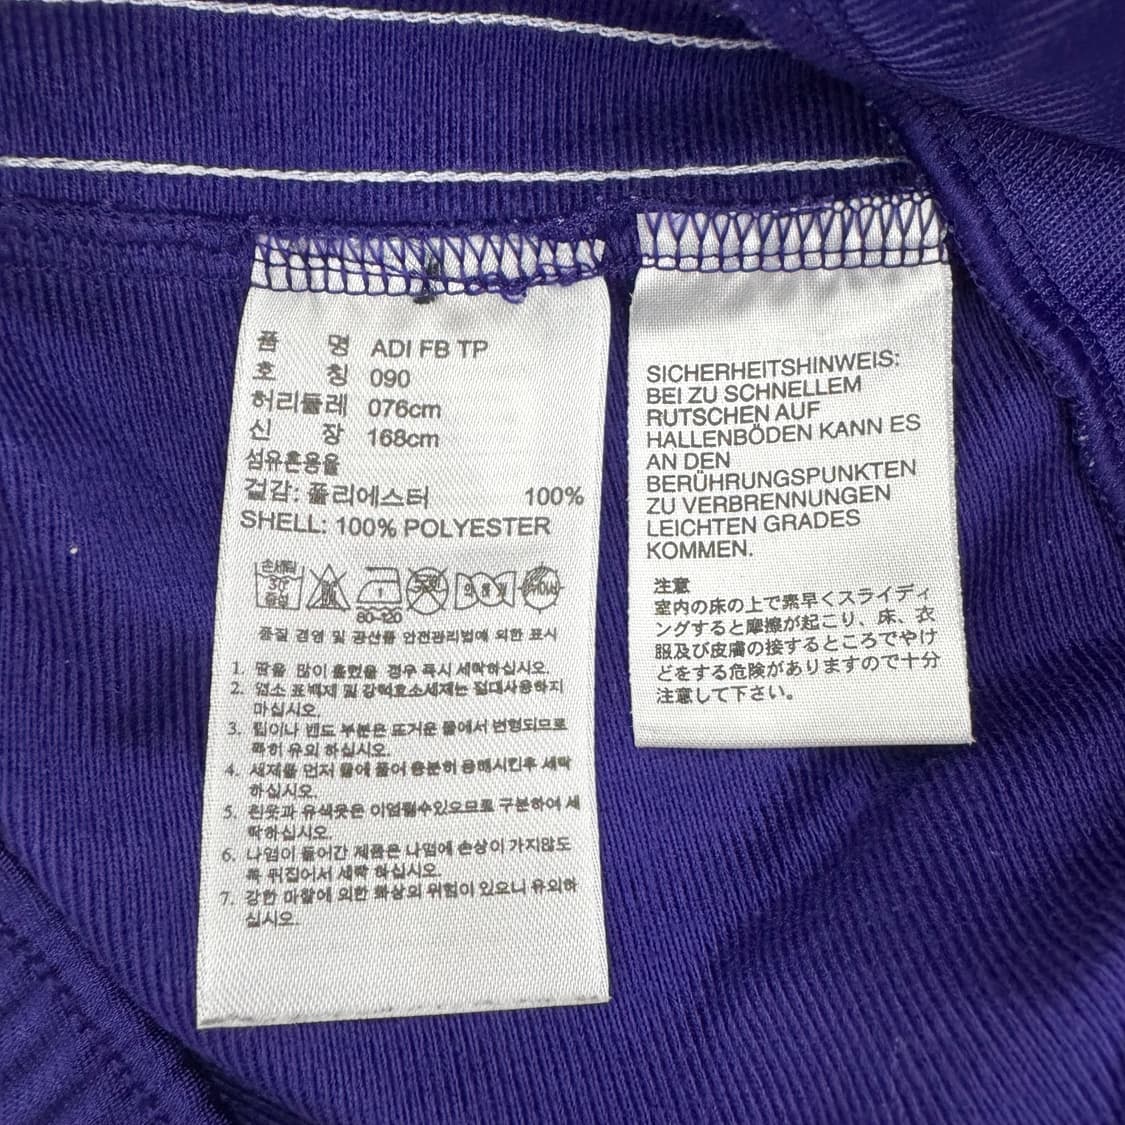 품 명 ADI FB TP
호 칭 090
허리둘레 076cm
신 장 168cm
섬유혼용율
겉감: 폴리에스터 100%
SHELL: 100% POLYESTER
손세탁
30
중성
80~120
품질 경영 및 공산품 안전관리법에 의한 표시
1. 땀을 많이 흘렸을 경우 즉시 세탁하십시오.
2. 염소 표백제 및 강력효소세제는 절대사용하지
마십시오.
3. 팁이나 밴드 부분은 뜨거운 물에서 변형되므로
특히 유의 하십시오.
4. 세제를 먼저 물에 풀어 충분히 용해시킨후 세탁
하십시오.
5. 흰옷과 유색옷은 이염될수있으므로 구분하여 세
탁하십시오.
6. 나염이 들어간 제품은 나염에 손상이 가지않도
록 뒤집어서 세탁 하십시오.
7. 강한 마찰에 의한 화상의 위험이 있으니 유의하
십시오.
SICHERHEITSHINWEIS:
BEI ZU SCHNELLEM
RUTSCHEN AUF
HALLENBÖDEN KANN ES
AN DEN
BERÜHRUNGSPUNKTEN
ZU VERBRENNUNGEN
LEICHTEN GRADES
KOMMEN.
注意
室内の床の上で素早くスライディ
ングすると摩擦が起こり、床、衣
服及び皮膚の接するところでやけ
どをする危険がありますので十分
注意して下さい。